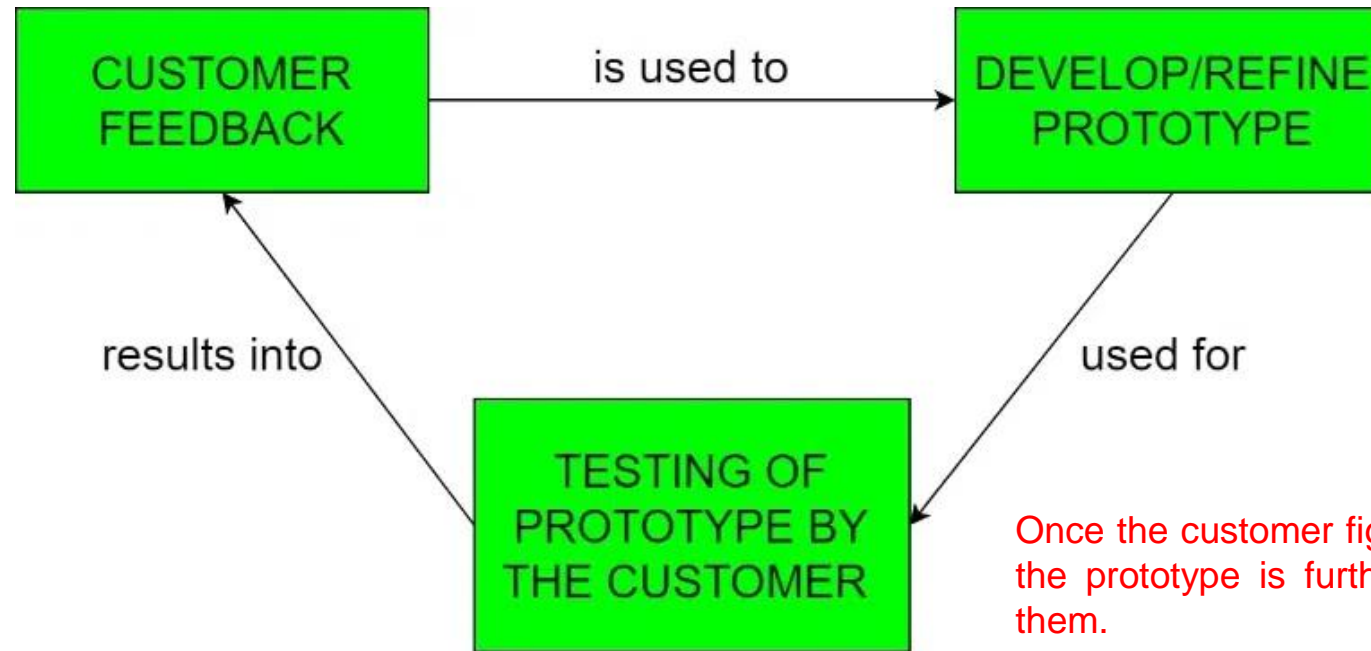 CUSTOMER
FEEDBACK
is used to
DEVELOP/REFINE
PROTOTYPE
results into
used for
TESTING OF
PROTOTYPE BY
THE CUSTOMER
Once the customer
the prototype is
them.